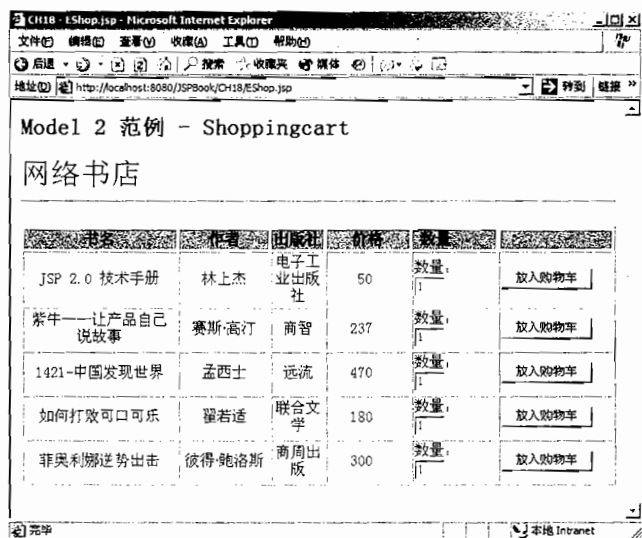 CH18 - EShop.jsp - Microsoft Internet Explorer
文件(F) 编辑(E) 查看(V) 收藏(A) 工具(T) 帮助(H)
后退 搜索 收藏夹 媒体
地址(D) http://localhost:8080/JSPBook/CH18/EShop.jsp 转到 链接 »
Model 2 范例 - Shoppingcart
网络书店
书名 作者 出版社 价格 数量
JSP 2.0 技术手册 林上杰 电子工业出版社 50 数量: 1 放入购物车
紫牛——让产品自己说故事 赛斯·高汀 商智 237 数量: 1 放入购物车
1421-中国发现世界 孟西士 远流 470 数量: 1 放入购物车
如何打败可口可乐 翟若适 联合文学 180 数量: 1 放入购物车
菲奥利娜逆势出击 彼得·鲍洛斯 商周出版 300 数量: 1 放入购物车
完毕 本地 Intranet